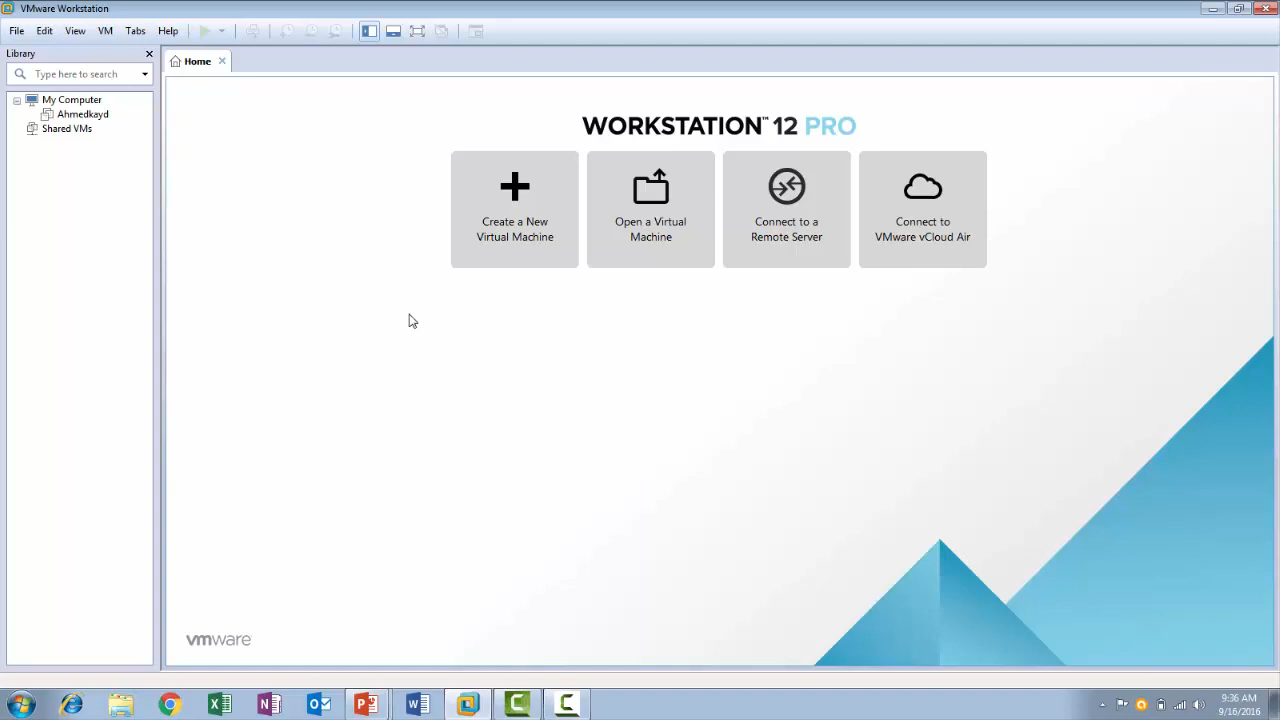 VMware Workstation
File Edit View VM Tabs Help
Library
Type here to search
My Computer
Ahmedkayd
Shared VMs
Home
WORKSTATION™ 12 PRO
Create a New
Virtual Machine
Open a Virtual
Machine
Connect to a
Remote Server
Connect to
VMware vCloud Air
vmware
9:36 AM
9/16/2016